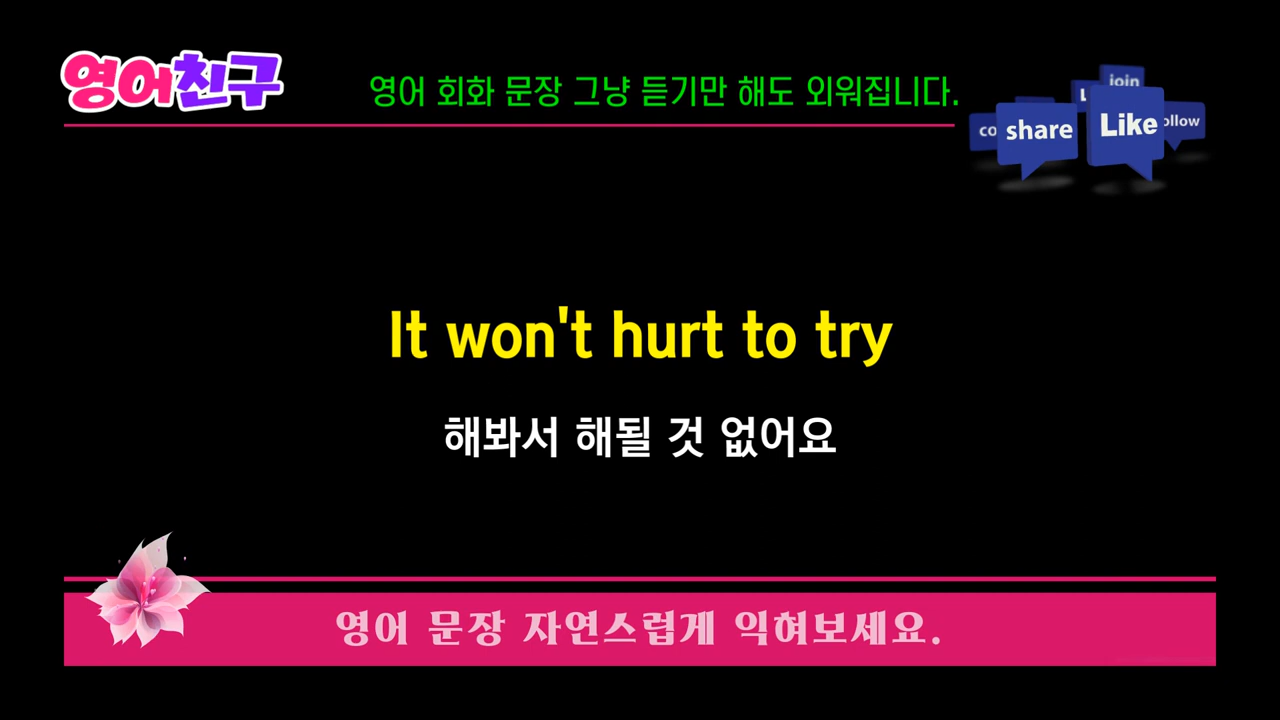 영어친구
영어 회화 문장 그냥 듣기만 해도 외워집니다.
join
L
co
share
Like
ollow
It won't hurt to try
해봐서 해될 것 없어요
영어 문장 자연스럽게 익혀보세요.